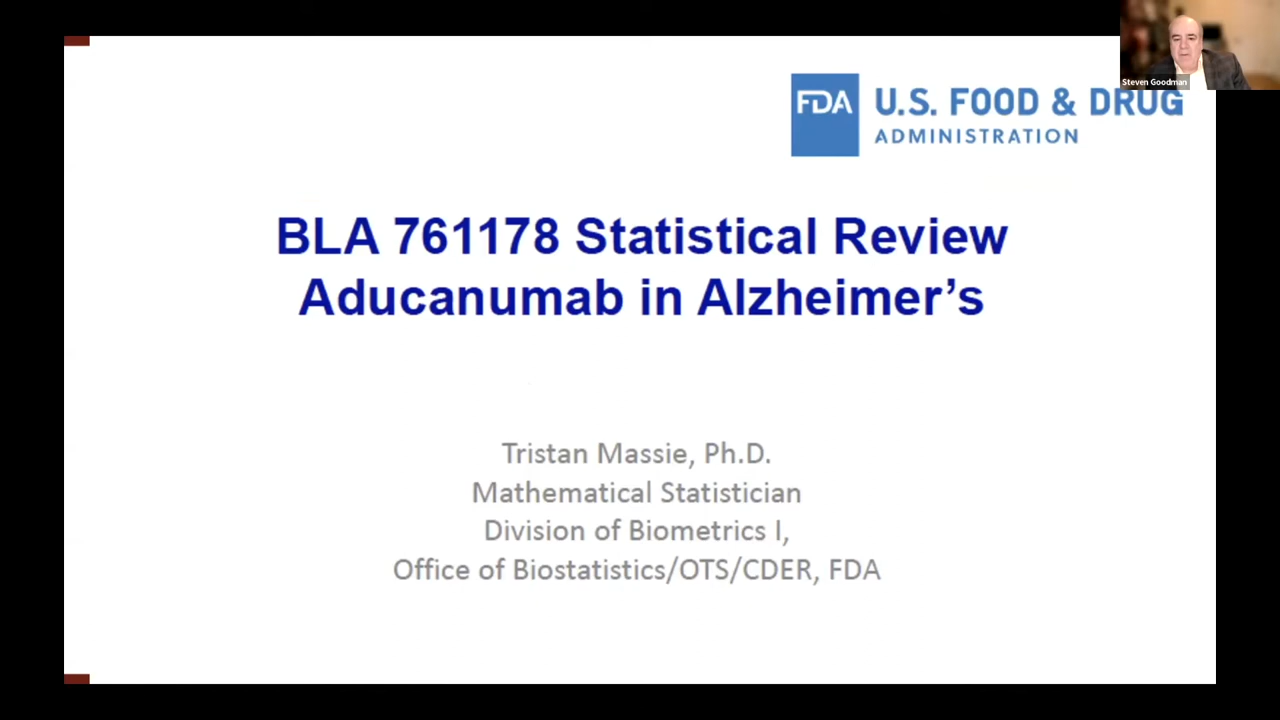 Steven Goodman
FDA
U.S. FOOD & DRUG
ADMINISTRATION
BLA 761178 Statistical Review
Aducanumab in Alzheimer’s
Tristan Massie, Ph.D.
Mathematical Statistician
Division of Biometrics I,
Office of Biostatistics/OTS/CDER, FDA